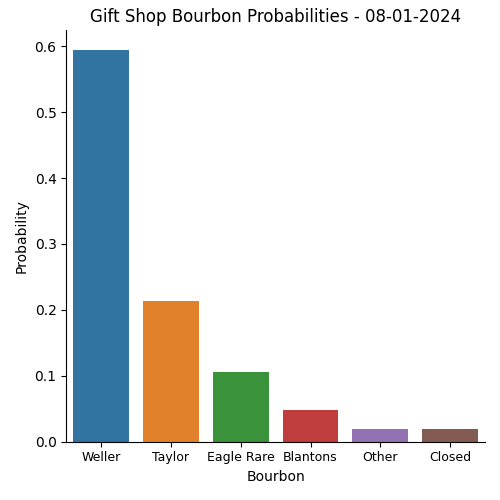 Gift Shop Bourbon Probabilities - 08-01-2024
0.6
0.5
0.4
0.3
0.2
0.1
0.0
Probability
Weller Taylor Eagle Rare Blantons Other Closed
Bourbon